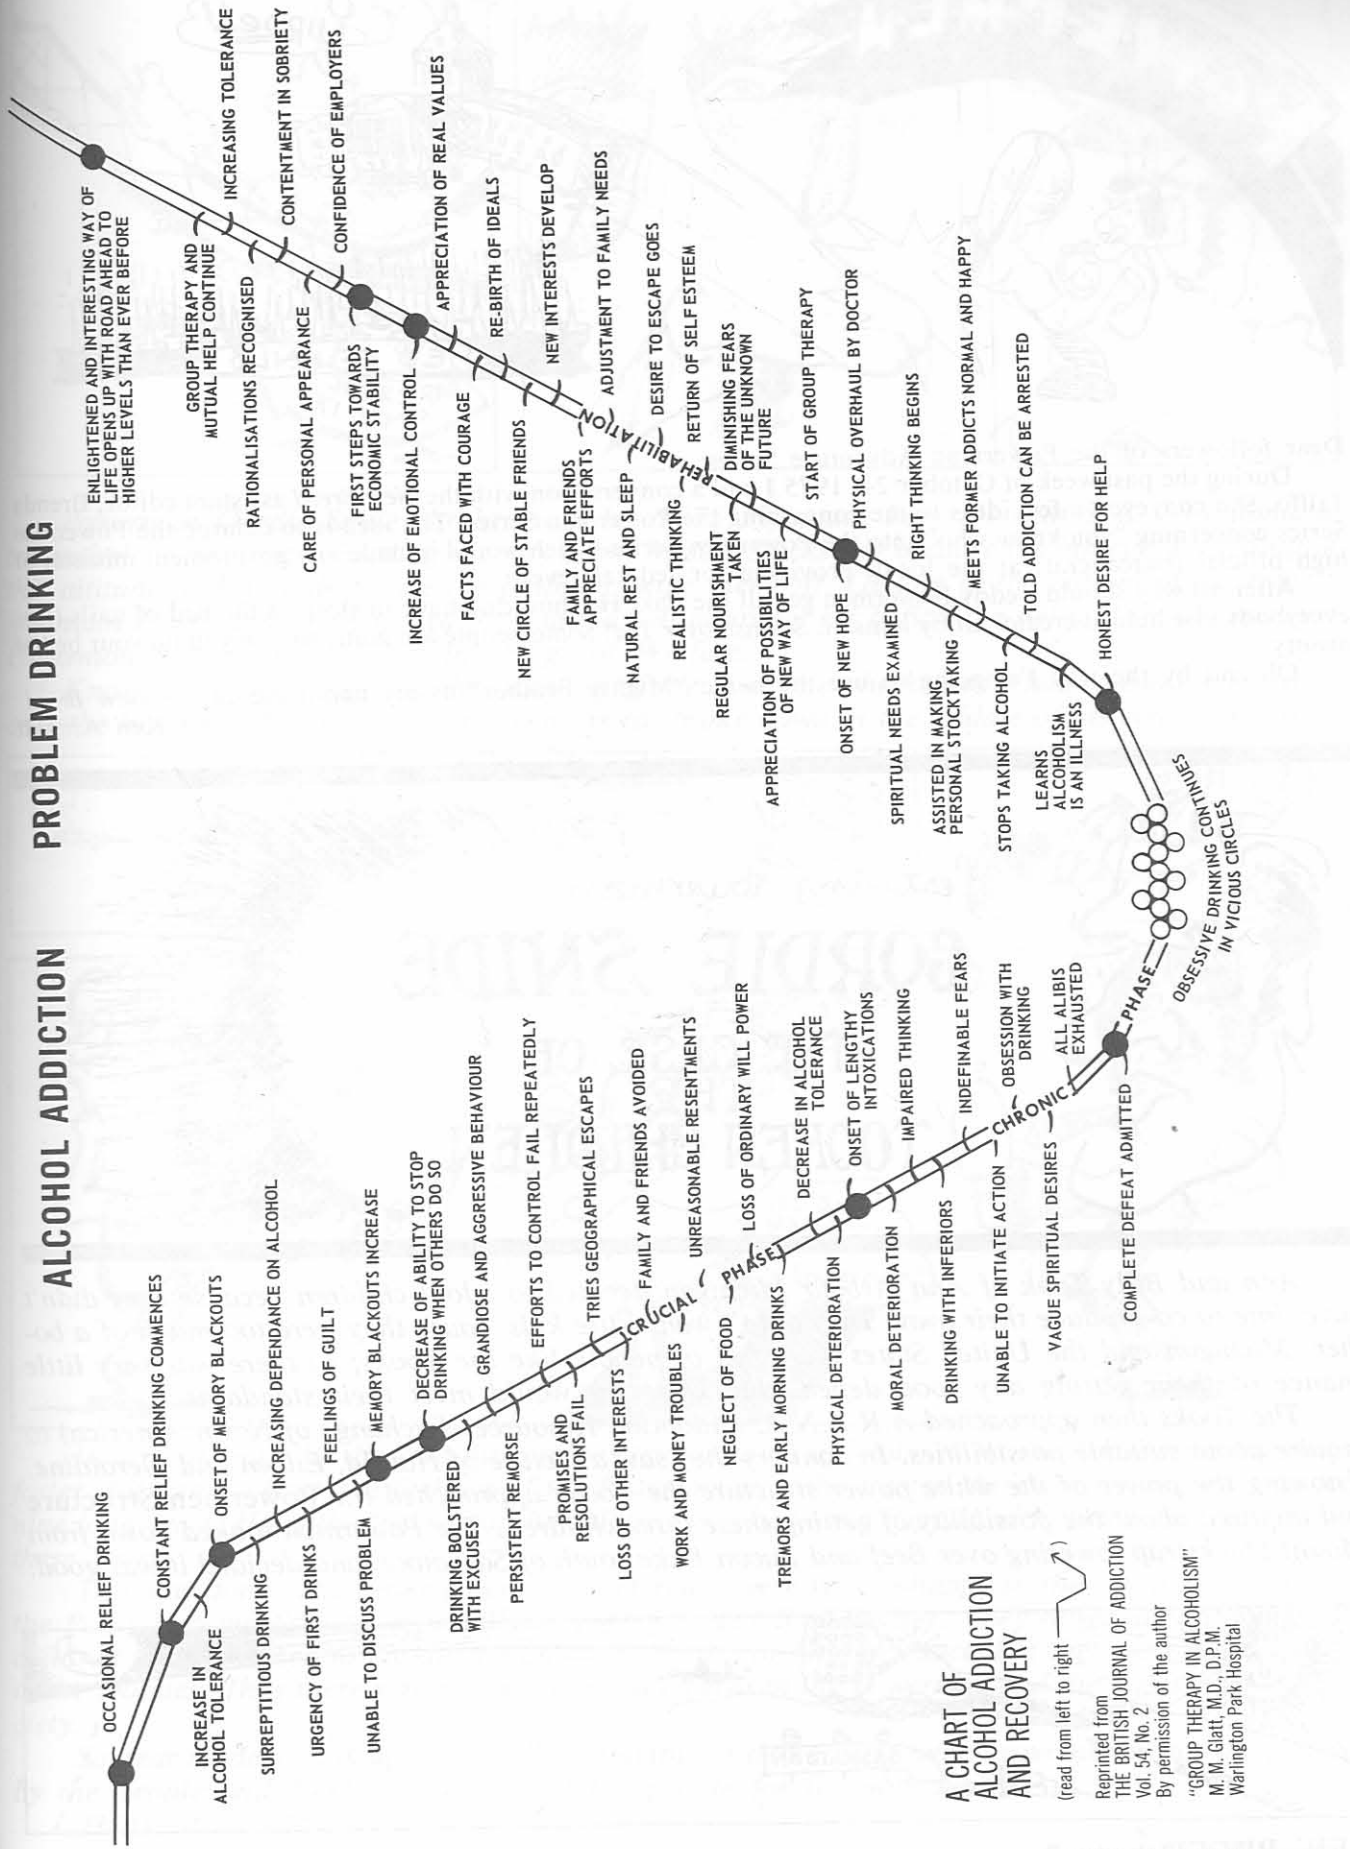 ALCOHOL ADDICTION
PROBLEM DRINKING
OCCASIONAL RELIEF DRINKING
CONSTANT RELIEF DRINKING COMMENCES
INCREASE IN
ALCOHOL TOLERANCE
ONSET OF MEMORY BLACKOUTS
SURREPTITIOUS DRINKING
INCREASING DEPENDANCE ON ALCOHOL
URGENCY OF FIRST DRINKS
FEELINGS OF GUILT
UNABLE TO DISCUSS PROBLEM
MEMORY BLACKOUTS INCREASE
DECREASE OF ABILITY TO STOP
DRINKING WHEN OTHERS DO SO
DRINKING BOLSTERED
WITH EXCUSES
GRANDIOSE AND AGGRESSIVE BEHAVIOUR
PERSISTENT REMORSE
EFFORTS TO CONTROL FAIL REPEATEDLY
PROMISES AND
RESOLUTIONS FAIL
TRIES GEOGRAPHICAL ESCAPES
LOSS OF OTHER INTERESTS
FAMILY AND FRIENDS AVOIDED
CRUCIAL PHASE
WORK AND MONEY TROUBLES
UNREASONABLE RESENTMENTS
NEGLECT OF FOOD
LOSS OF ORDINARY WILL POWER
TREMORS AND EARLY MORNING DRINKS
DECREASE IN ALCOHOL
TOLERANCE
PHYSICAL DETERIORATION
ONSET OF LENGTHY
INTOXICATIONS
MORAL DETERIORATION
IMPAIRED THINKING
DRINKING WITH INFERIORS
INDEFINABLE FEARS
UNABLE TO INITIATE ACTION
OBSESSION WITH
DRINKING
CHRONIC PHASE
VAGUE SPIRITUAL DESIRES
ALL ALIBIS
EXHAUSTED
COMPLETE DEFEAT ADMITTED
OBSESSIVE DRINKING CONTINUES
IN VICIOUS CIRCLES
HONEST DESIRE FOR HELP
LEARNS
ALCOHOLISM
IS AN ILLNESS
TOLD ADDICTION CAN BE ARRESTED
STOPS TAKING ALCOHOL
MEETS FORMER ADDICTS NORMAL AND HAPPY
ASSISTED IN MAKING
PERSONAL STOCKTAKING
RIGHT THINKING BEGINS
SPIRITUAL NEEDS EXAMINED
PHYSICAL OVERHAUL BY DOCTOR
ONSET OF NEW HOPE
START OF GROUP THERAPY
APPRECIATION OF POSSIBILITIES
OF NEW WAY OF LIFE
DIMINISHING FEARS
OF THE UNKNOWN
FUTURE
REGULAR NOURISHMENT
TAKEN
RETURN OF SELF ESTEEM
REALISTIC THINKING
REHABILITATION
DESIRE TO ESCAPE GOES
NATURAL REST AND SLEEP
ADJUSTMENT TO FAMILY NEEDS
FAMILY AND FRIENDS
APPRECIATE EFFORTS
NEW INTERESTS DEVELOP
NEW CIRCLE OF STABLE FRIENDS
RE-BIRTH OF IDEALS
FACTS FACED WITH COURAGE
APPRECIATION OF REAL VALUES
INCREASE OF EMOTIONAL CONTROL
FIRST STEPS TOWARDS
ECONOMIC STABILITY
CONFIDENCE OF EMPLOYERS
CARE OF PERSONAL APPEARANCE
CONTENTMENT IN SOBRIETY
RATIONALISATIONS RECOGNISED
INCREASING TOLERANCE
GROUP THERAPY AND
MUTUAL HELP CONTINUE
ENLIGHTENED AND INTERESTING WAY OF
LIFE OPENS UP WITH ROAD AHEAD TO
HIGHER LEVELS THAN EVER BEFORE
A CHART OF
ALCOHOL ADDICTION
AND RECOVERY
(read from left to right )
Reprinted from
THE BRITISH JOURNAL OF ADDICTION
Vol. 54, No. 2
By permission of the author
"GROUP THERAPY IN ALCOHOLISM"
M. M. Glatt, M.D., D.P.M.
Warlington Park Hospital